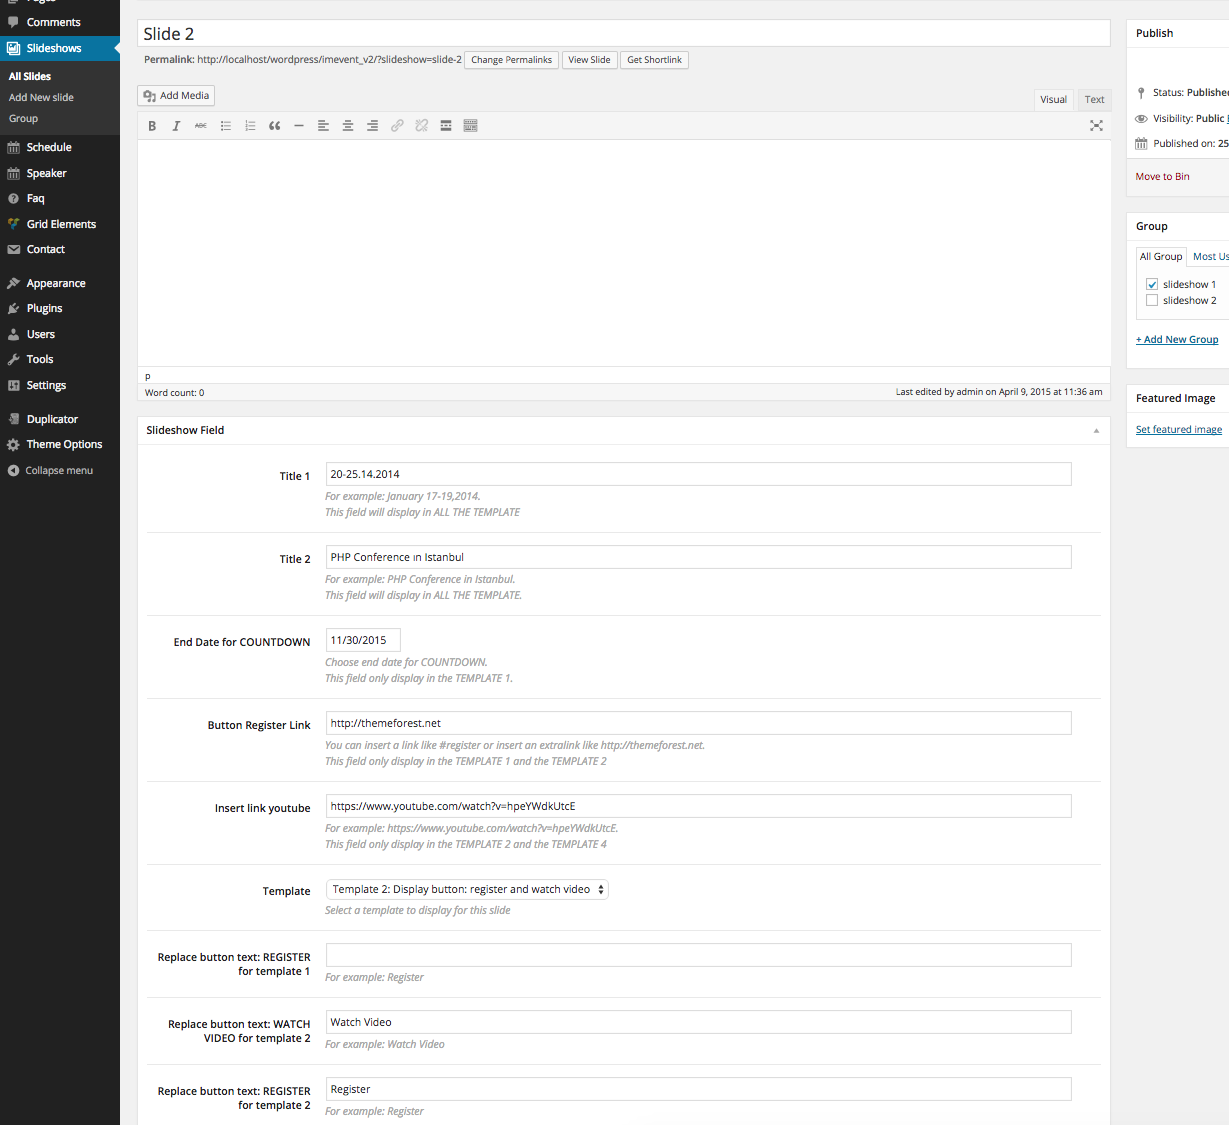 Pages
Comments
Slideshows
All Slides
Add New slide
Group
Schedule
Speaker
Faq
Grid Elements
Contact
Appearance
Plugins
Users
Tools
Settings
Duplicator
Theme Options
Collapse menu
Slide 2
Permalink: http://localhost/wordpress/imevent_v2/?slideshow=slide-2 Change Permalinks View Slide Get Shortlink
Add Media
Visual Text
B I ABC
p
Word count: 0 Last edited by admin on April 9, 2015 at 11:36 am
Slideshow Field
Title 1 20-25.14.2014
For example: January 17-19,2014.
This field will display in ALL THE TEMPLATE
Title 2 PHP Conference in Istanbul
For example: PHP Conference in Istanbul.
This field will display in ALL THE TEMPLATE.
End Date for COUNTDOWN 11/30/2015
Choose end date for COUNTDOWN.
This field only display in the TEMPLATE 1.
Button Register Link http://themeforest.net
You can insert a link like #register or insert an extralink like http://themeforest.net.
This field only display in the TEMPLATE 1 and the TEMPLATE 2
Insert link youtube https://www.youtube.com/watch?v=hpeYWdkUtcE
For example: https://www.youtube.com/watch?v=hpeYWdkUtcE.
This field only display in the TEMPLATE 2 and the TEMPLATE 4
Template Template 2: Display button: register and watch video
Select a template to display for this slide
Replace button text: REGISTER
for template 1
For example: Register
Replace button text: WATCH
VIDEO for template 2
Watch Video
For example: Watch Video
Replace button text: REGISTER
for template 2
Register
For example: Register
Publish
Status: Publishe
Visibility: Public
Published on: 25
Move to Bin
Group
All Group Most Us
slideshow 1
slideshow 2
+ Add New Group
Featured Image
Set featured image